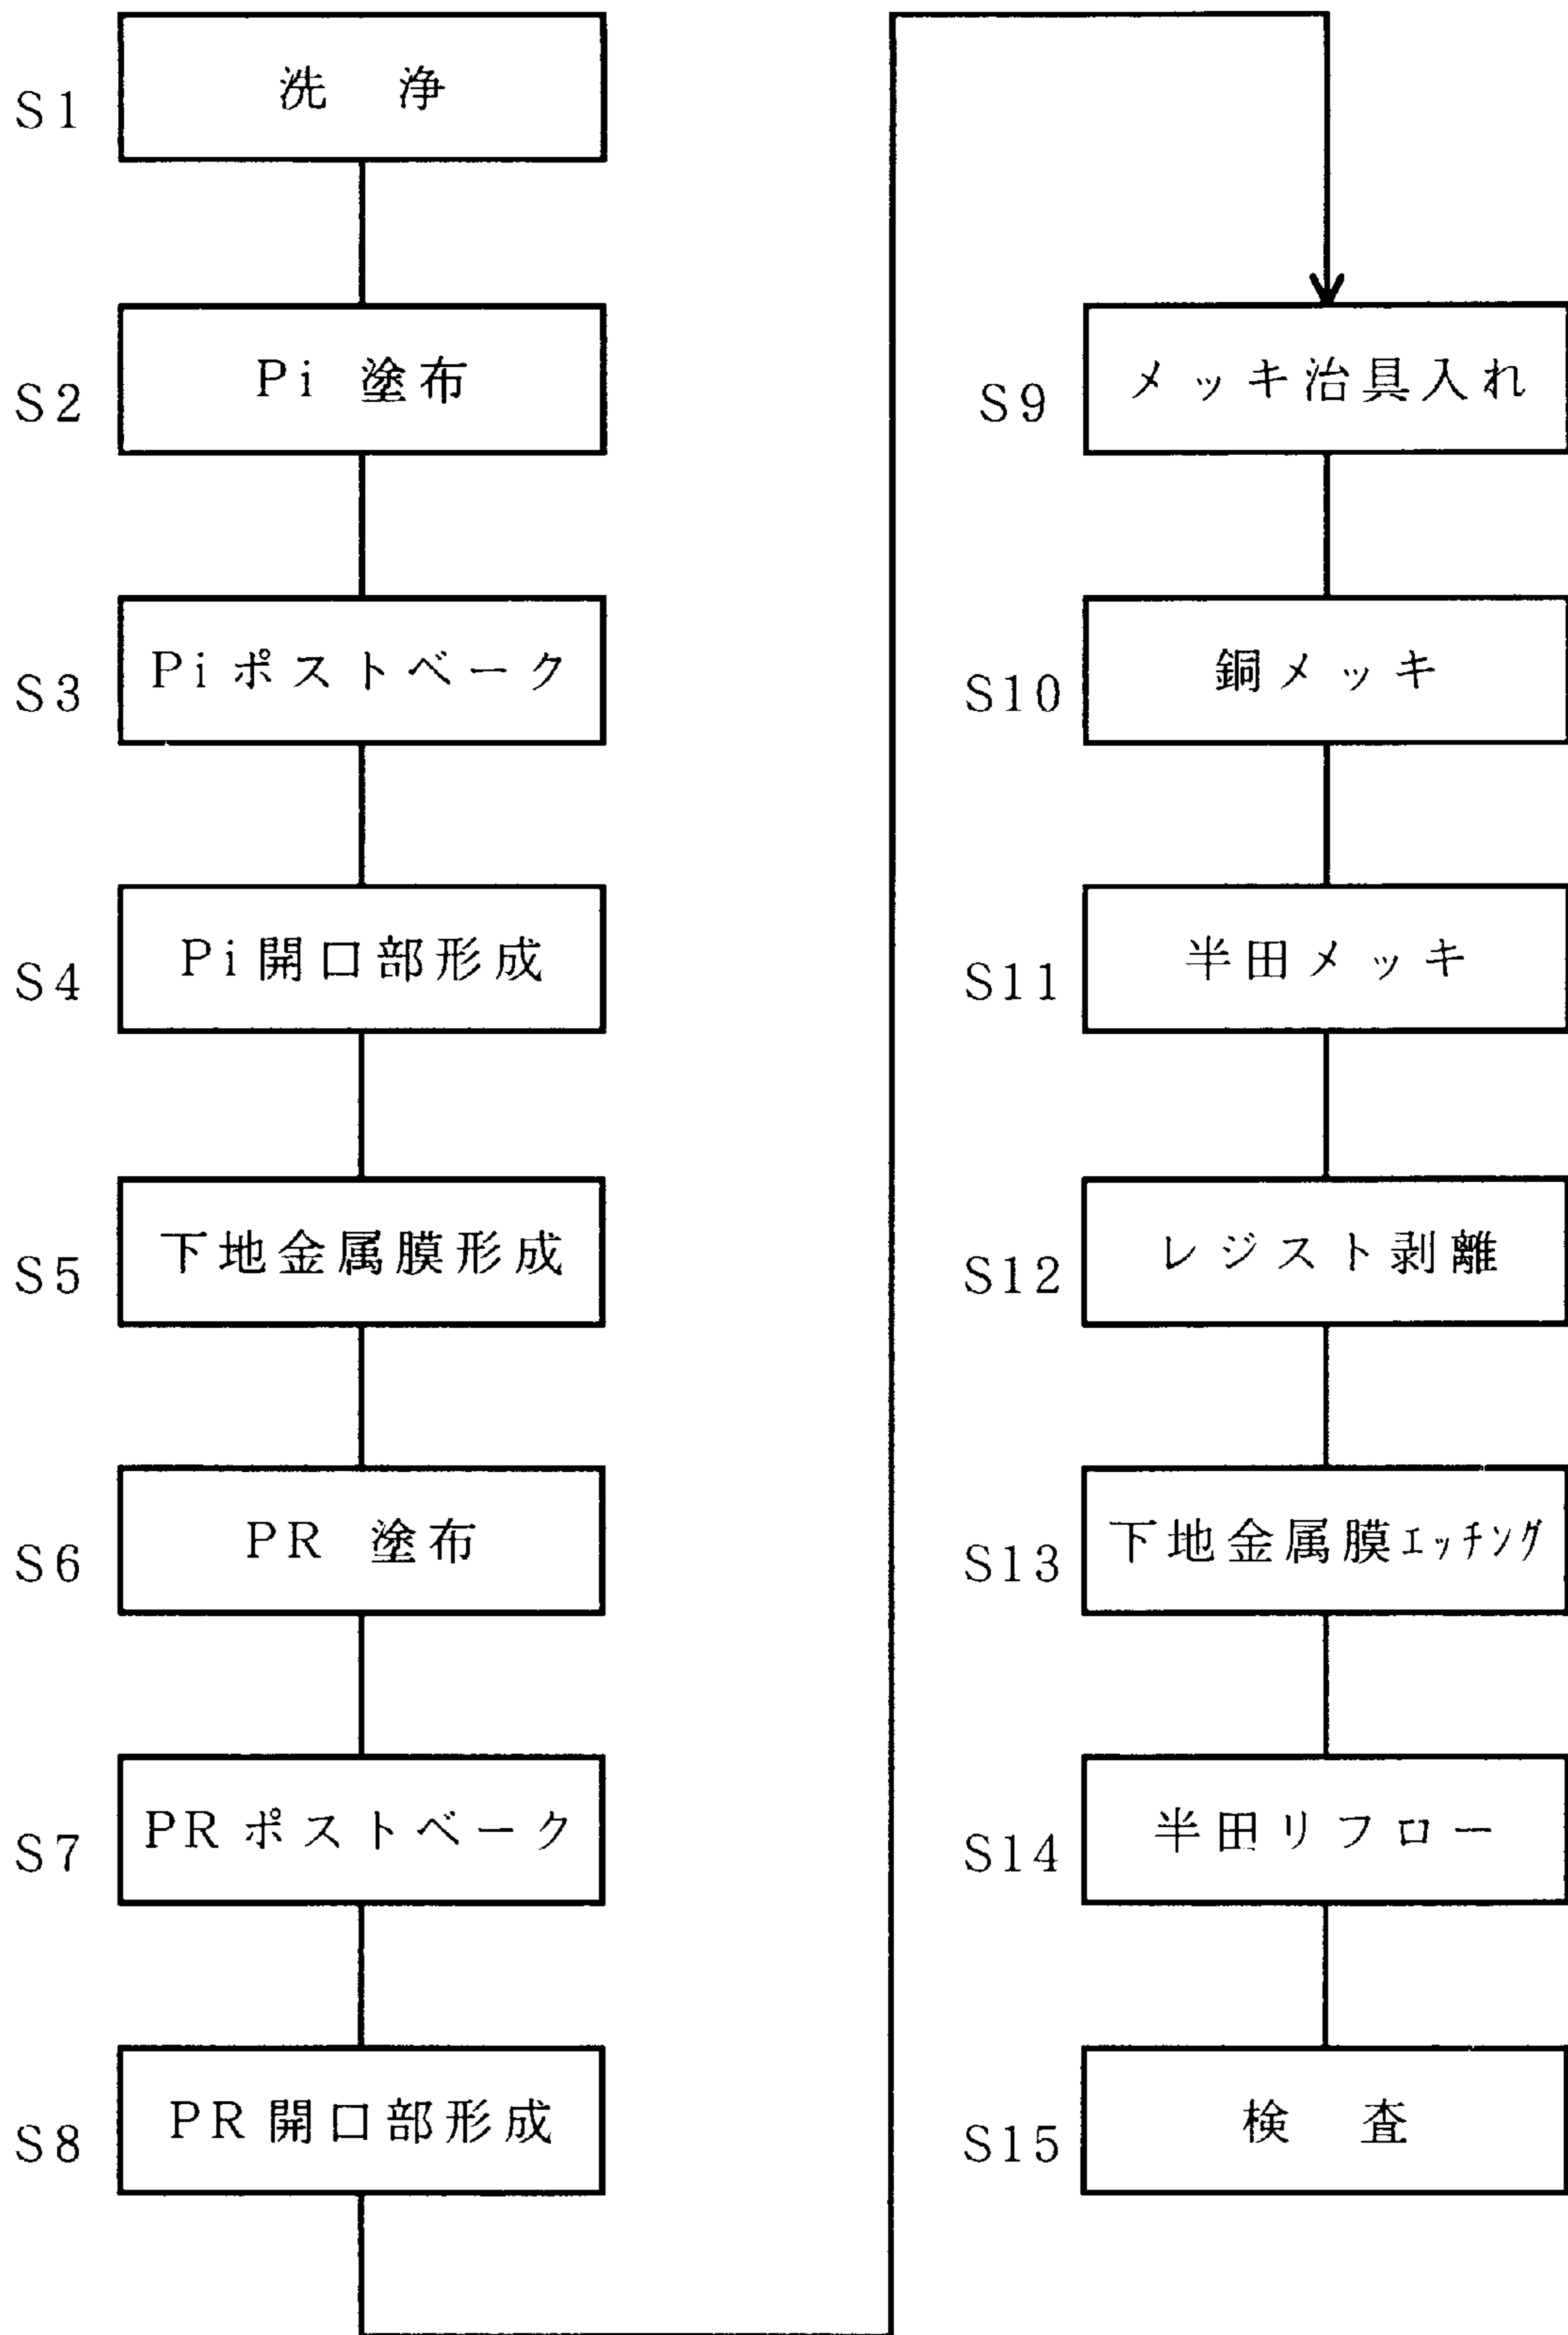 S1 洗 浄
S2 Pi 塗布
S3 Piポストベーク
S4 Pi開口部形成
S5 下地金属膜形成
S6 PR 塗布
S7 PRポストベーク
S8 PR開口部形成
S9 メッキ治具入れ
S10 銅メッキ
S11 半田メッキ
S12 レジスト剥離
S13 下地金属膜エッチング
S14 半田リフロー
S15 検 査